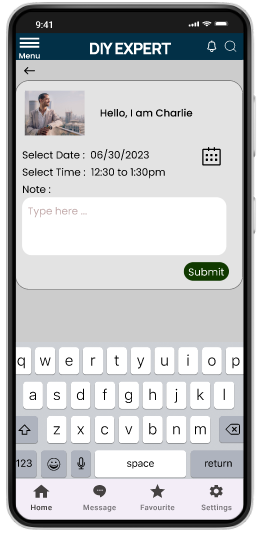 9:41
DIY EXPERT
Menu
Hello, I am Charlie
Select Date : 06/30/2023
Select Time : 12:30 to 1:30pm
Note :
Type here ...
Submit
q w e r t y u i o p
a s d f g h j k l
z x c v b n m
123 space return
Home Message Favourite Settings